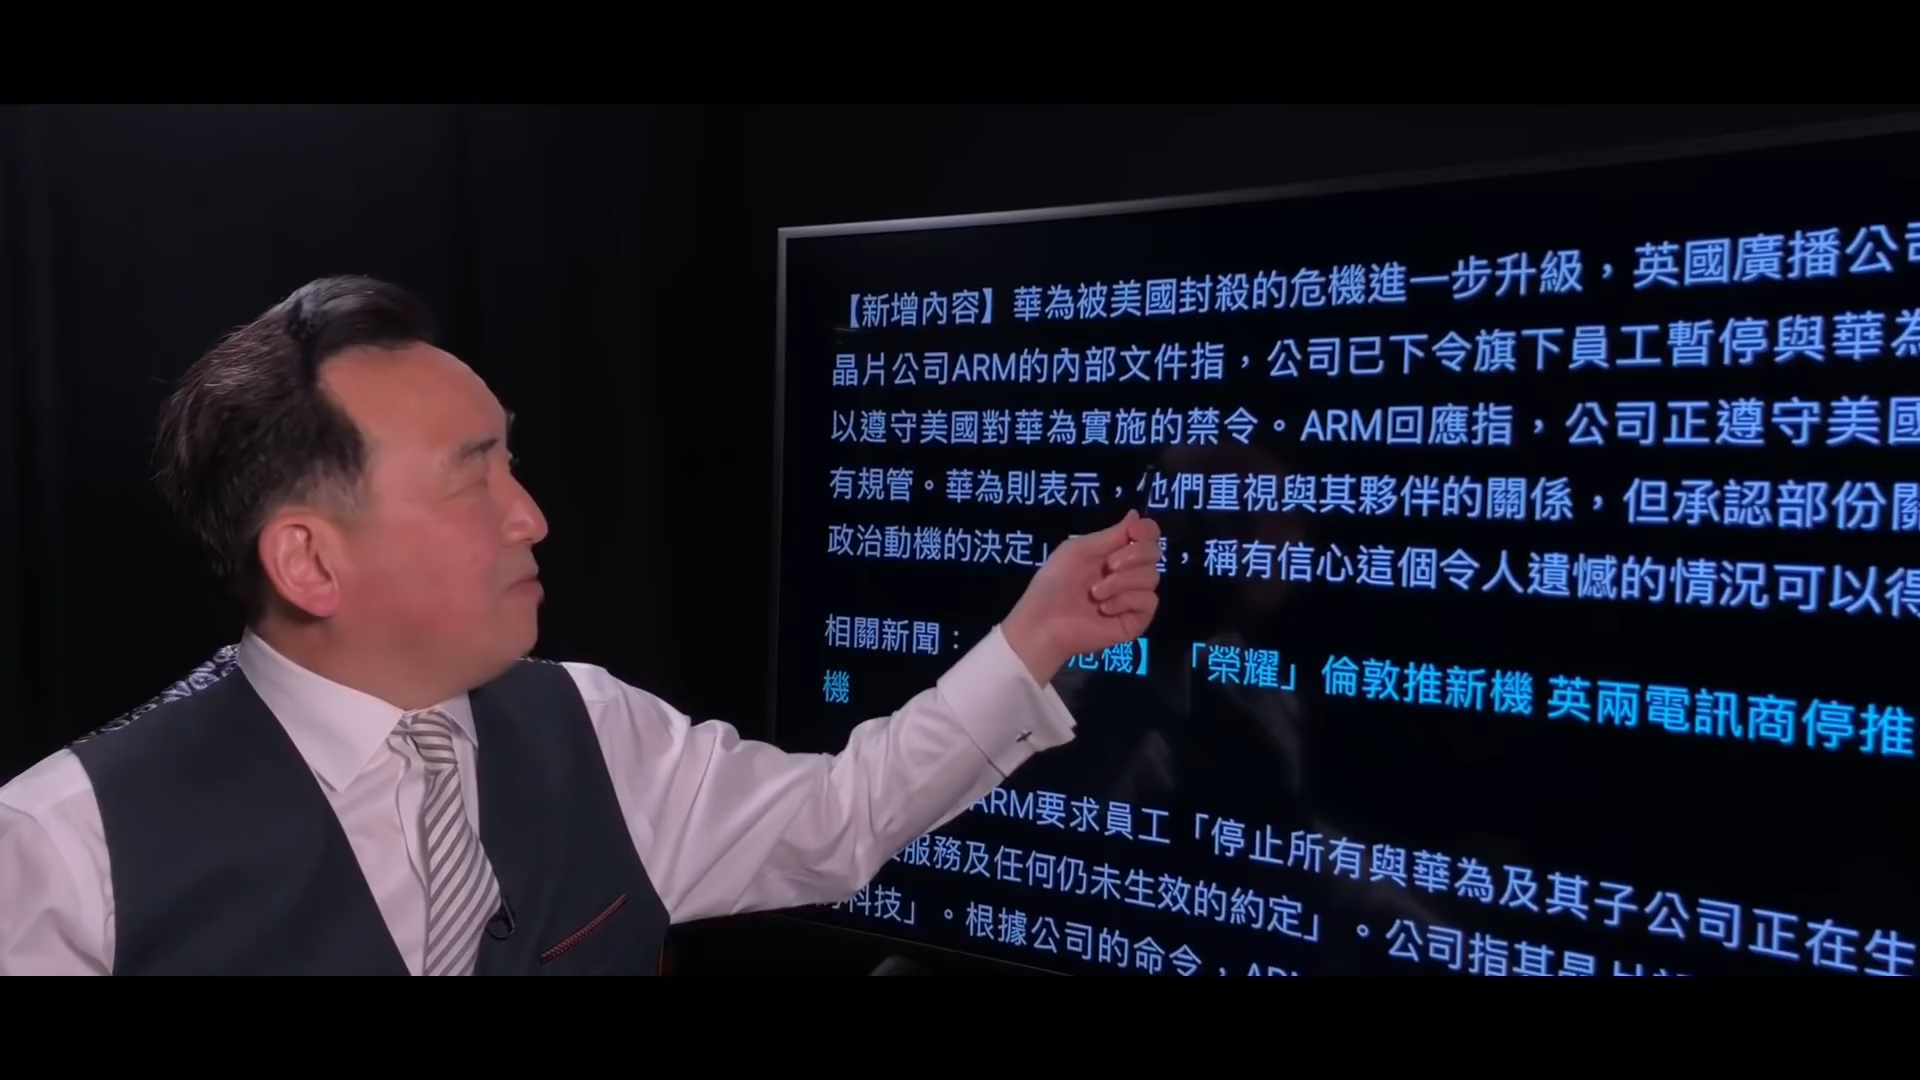 【新增內容】華為被美國封殺的危機進一步升級，英國廣播公司
晶片公司ARM的內部文件指，公司已下令旗下員工暫停與華為
以遵守美國對華為實施的禁令。ARM回應指，公司正遵守美國
有規管。華為則表示，他們重視與其夥伴的關係，但承認部份關
政治動機的決定」 ，稱有信心這個令人遺憾的情況可以得
相關新聞： 危機】「榮耀」倫敦推新機 英兩電訊商停推
機
ARM要求員工「停止所有與華為及其子公司正在生
服務及任何仍未生效的約定」。公司指其晶片
科技」。根據公司的命令，ARM